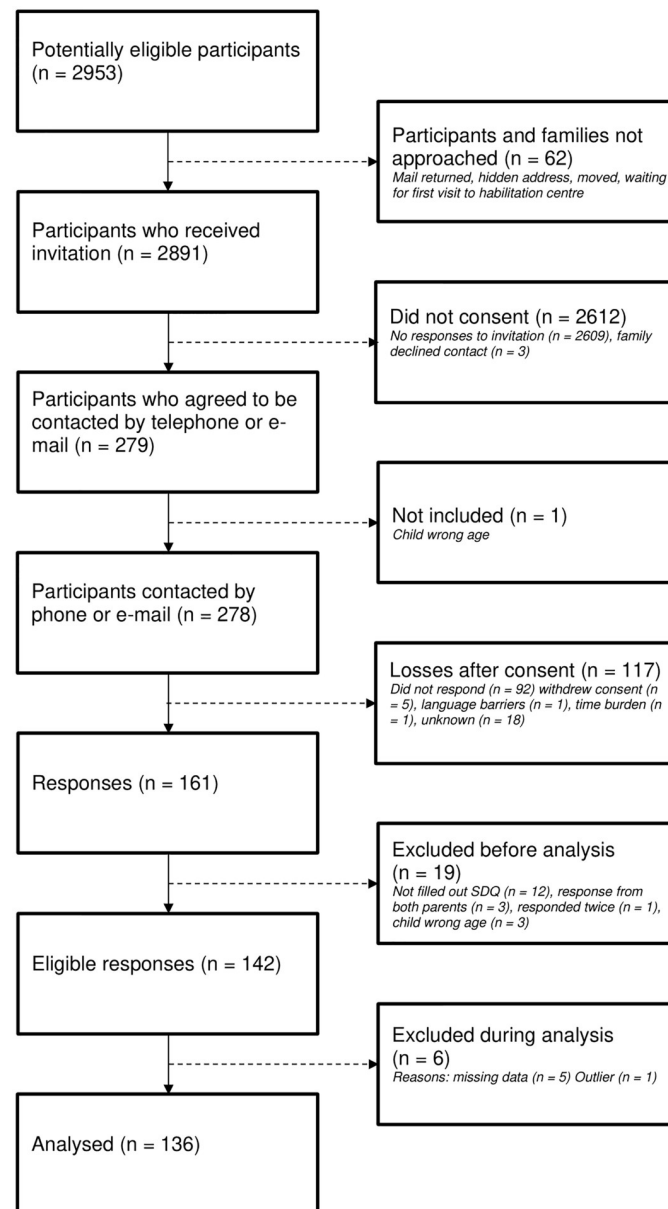 Potentially eligible participants
(n = 2953)
Participants and families not
approached (n = 62)
Mail returned, hidden address, moved, waiting
for first visit to habilitation centre
Participants who received
invitation (n = 2891)
Did not consent (n = 2612)
No responses to invitation (n = 2609), family
declined contact (n = 3)
Participants who agreed to be
contacted by telephone or e-
mail (n = 279)
Not included (n = 1)
Child wrong age
Participants contacted by
phone or e-mail (n = 278)
Losses after consent (n = 117)
Did not respond (n = 92) withdrew consent (n
= 5), language barriers (n = 1), time burden (n
= 1), unknown (n = 18)
Responses (n = 161)
Excluded before analysis
(n = 19)
Not filled out SDQ (n = 12), response from
both parents (n = 3), responded twice (n = 1),
child wrong age (n = 3)
Eligible responses (n = 142)
Excluded during analysis
(n = 6)
Reasons: missing data (n = 5) Outlier (n = 1)
Analysed (n = 136)